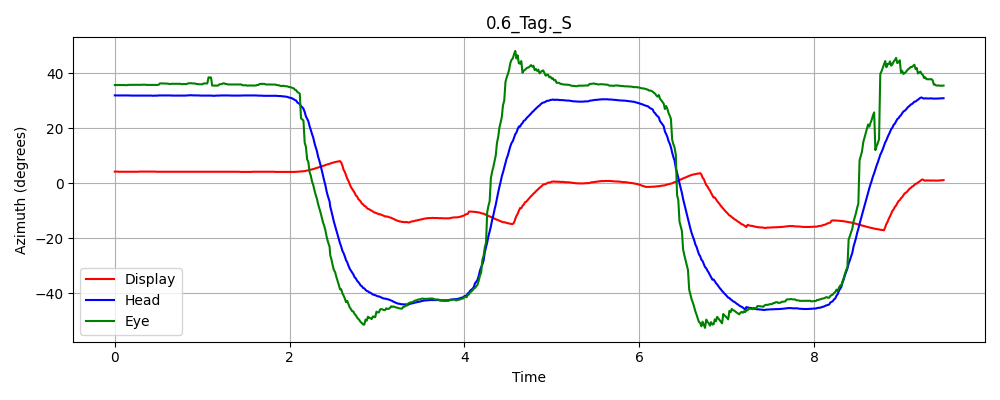 0.6_Tag._S
Azimuth (degrees)
40
20
0
−20
−40
Display
Head
Eye
0 2 4 6 8
Time